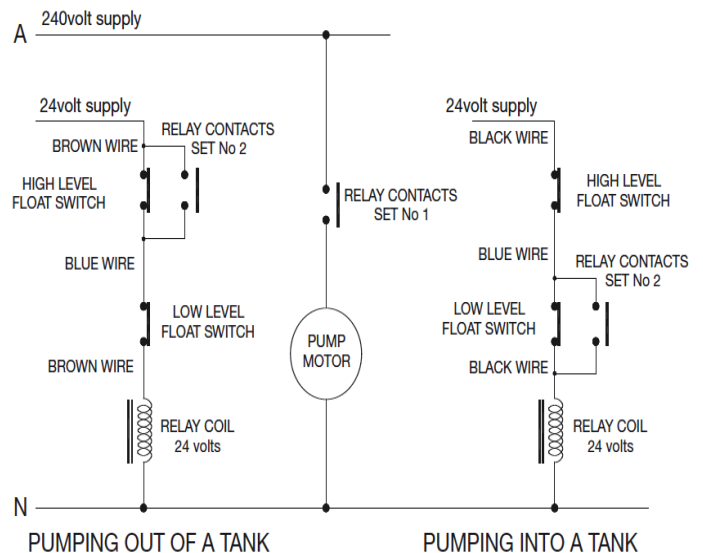 A
240volt supply
24volt supply
BROWN WIRE
RELAY CONTACTS
SET No 2
HIGH LEVEL
FLOAT SWITCH
BLUE WIRE
LOW LEVEL
FLOAT SWITCH
BROWN WIRE
RELAY COIL
24 volts
RELAY CONTACTS
SET No 1
PUMP
MOTOR
24volt supply
BLACK WIRE
HIGH LEVEL
FLOAT SWITCH
BLUE WIRE
RELAY CONTACTS
SET No 2
LOW LEVEL
FLOAT SWITCH
BLACK WIRE
RELAY COIL
24 volts
N
PUMPING OUT OF A TANK
PUMPING INTO A TANK